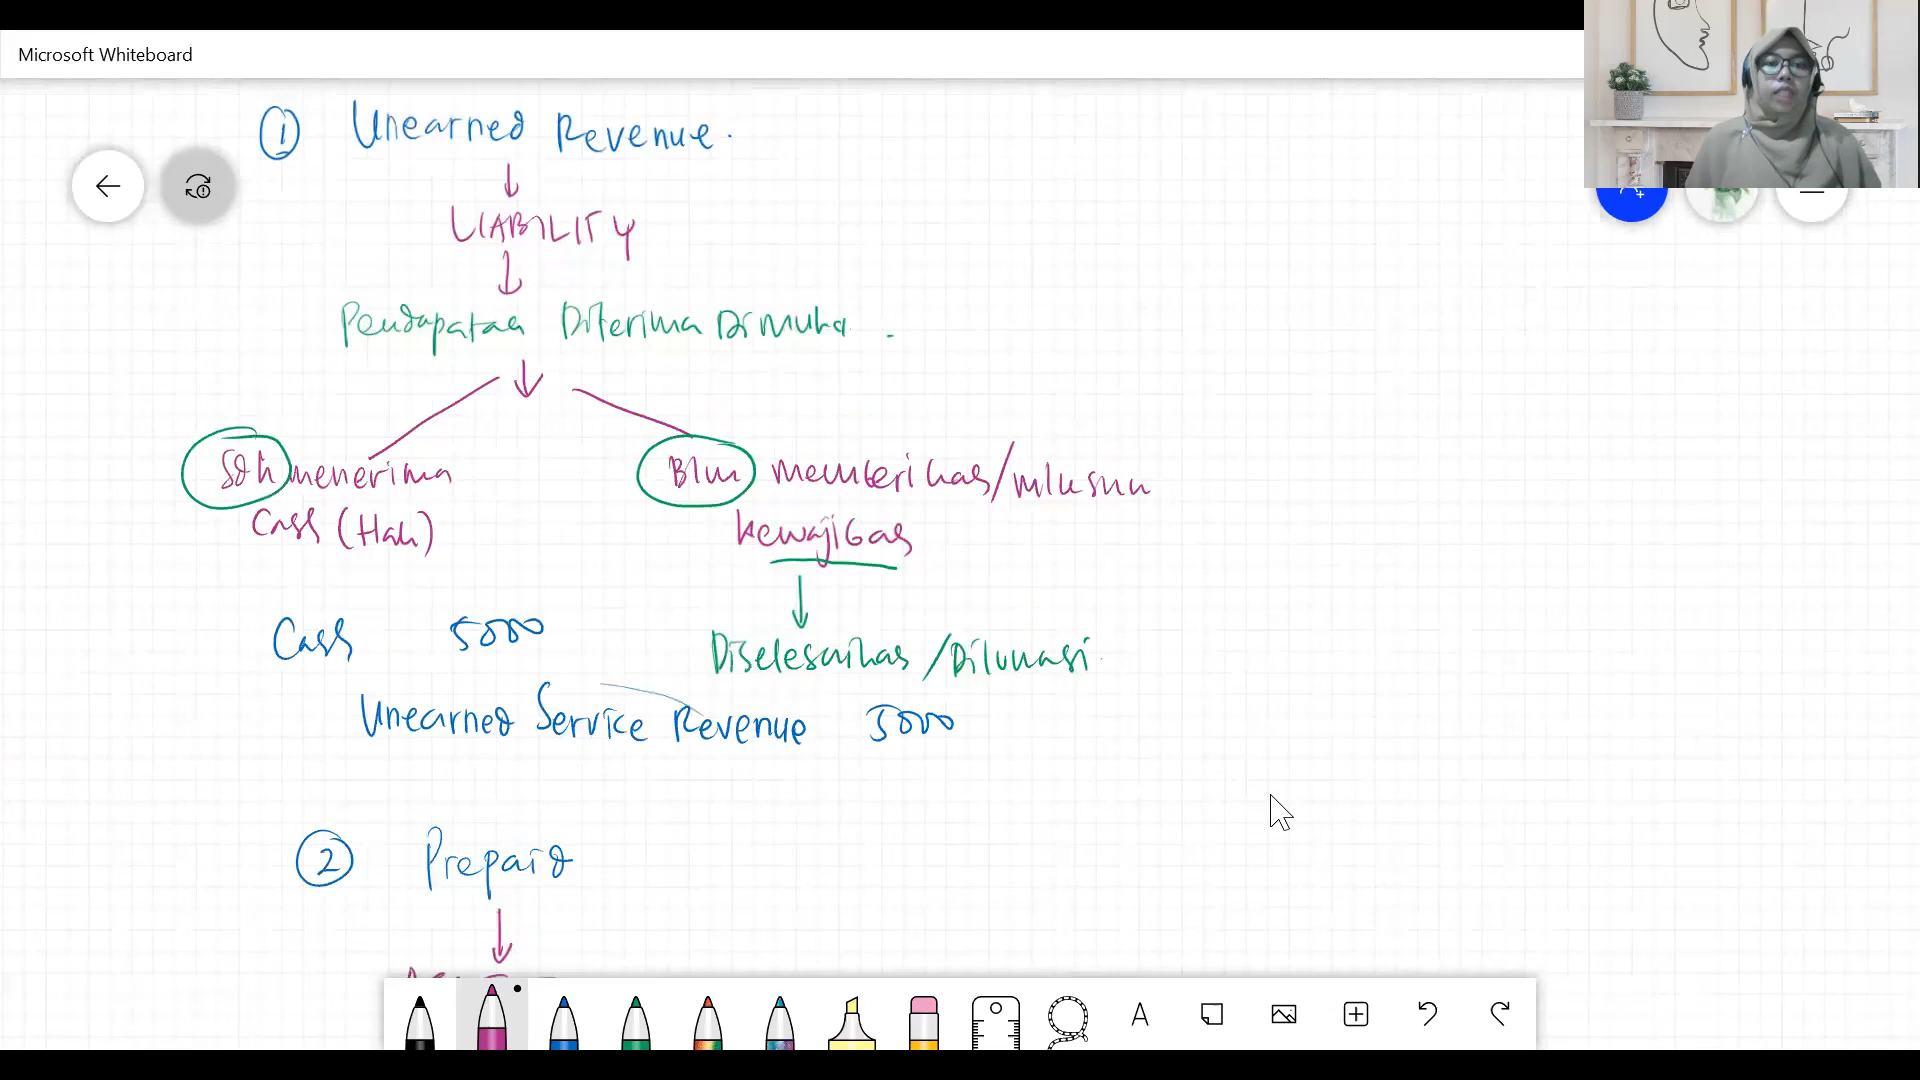 Microsoft Whiteboard
① Unearned Revenue.
LIABILITY
Pendapatan Diterima Dimuka.
Sdh menerima
Cash (Hak)
Blm memberikan/mlksnn
kewajiban
Diselesaikan/Dilunasi
Cash 5000
Unearned Service Revenue 5000
② Prepaid
A